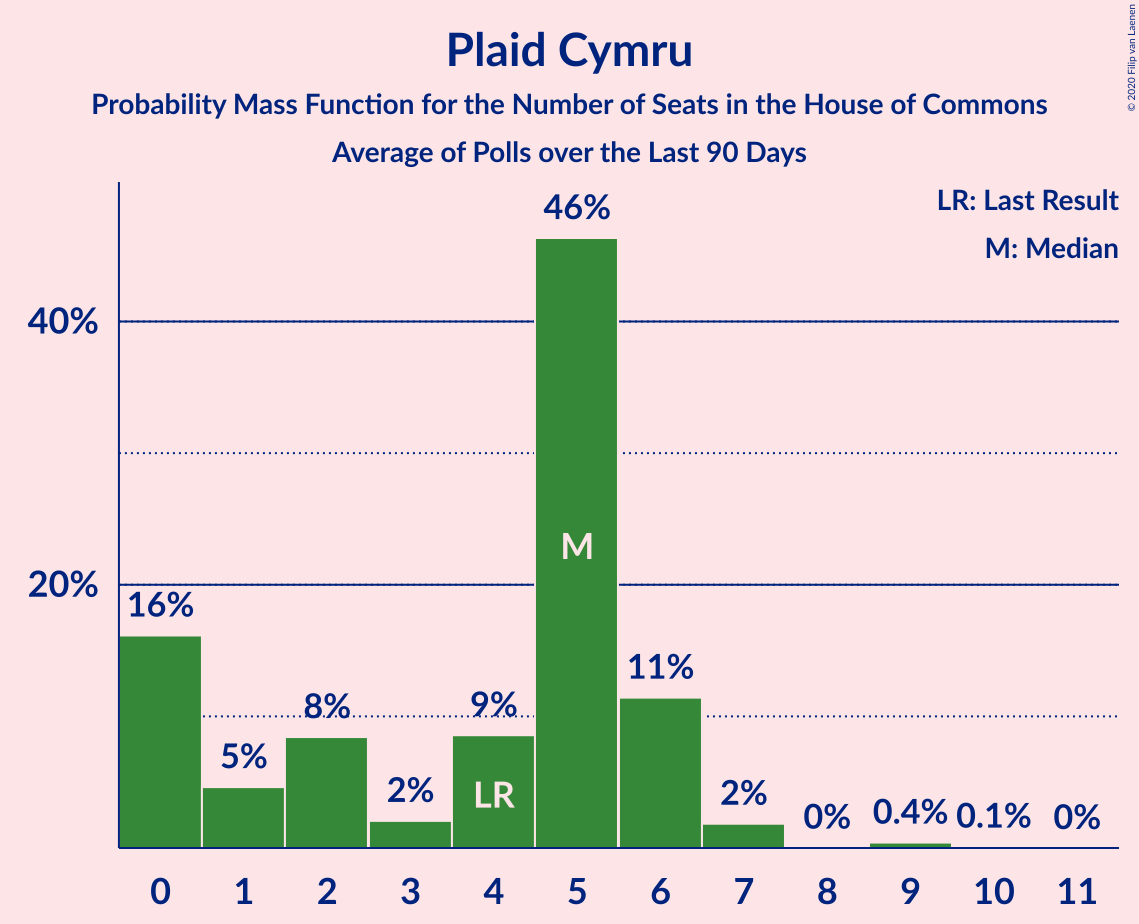 Plaid Cymru
Probability Mass Function for the Number of Seats in the House of Commons
Average of Polls over the Last 90 Days
© 2020 Filip van Laenen
LR: Last Result
M: Median
40%
20%
16%
5%
8%
2%
9%
46%
11%
2%
0%
0.4%
0.1%
0%
LR
M
0 1 2 3 4 5 6 7 8 9 10 11